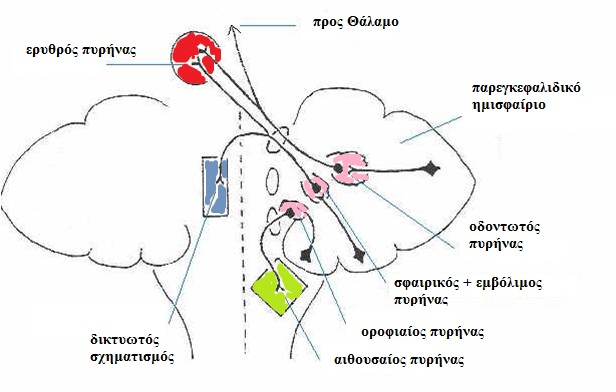 προς Θάλαμο
ερυθρός πυρήνας
παρεγκεφαλιδικό
ημισφαίριο
οδοντωτός
πυρήνας
σφαιρικός + εμβόλιμος
πυρήνας
οροφιαίος πυρήνας
δικτυωτός
σχηματισμός
αιθουσαίος πυρήνας